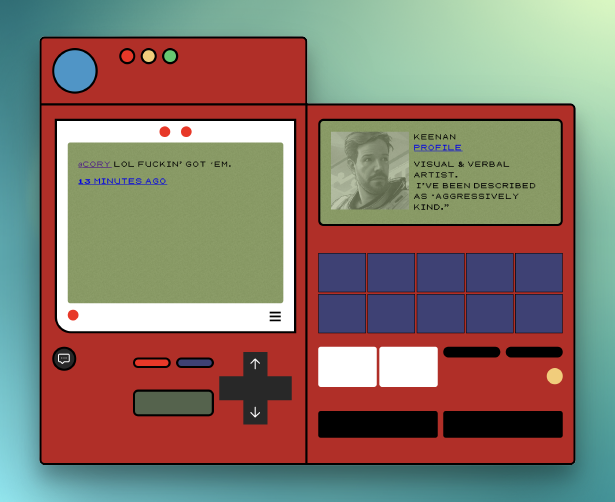 @CORY LOL FUCKIN' GOT 'EM.
13 MINUTES AGO
KEENAN
PROFILE
VISUAL & VERBAL
ARTIST.
I'VE BEEN DESCRIBED
AS "AGGRESSIVELY
KIND."